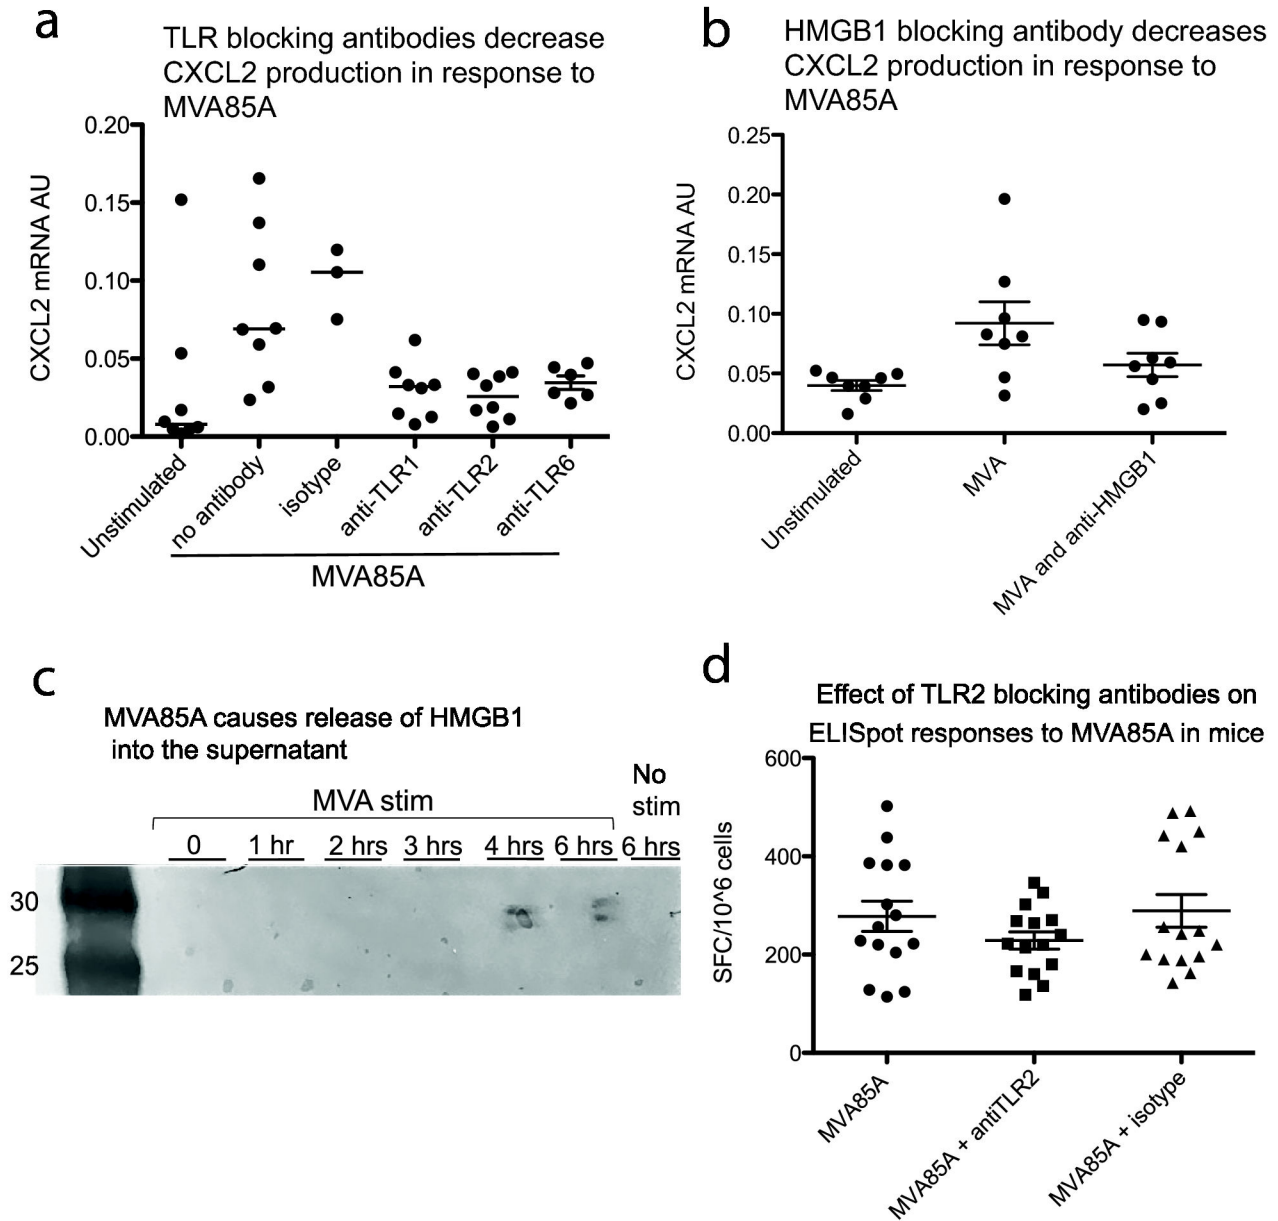 a
TLR blocking antibodies decrease
CXCL2 production in response to
MVA85A
CXCL2 mRNA AU
0.20
0.15
0.10
0.05
0.00
Unstimulated
no antibody
isotype
anti-TLR1
anti-TLR2
anti-TLR6
MVA85A
b
HMGB1 blocking antibody decreases
CXCL2 production in response to
MVA85A
CXCL2 mRNA AU
0.25
0.20
0.15
0.10
0.05
0.00
Unstimulated
MVA
MVA and anti-HMGB1
c
MVA85A causes release of HMGB1
into the supernatant
MVA stim
No
stim
0 1 hr 2 hrs 3 hrs 4 hrs 6 hrs 6 hrs
30
25
d
Effect of TLR2 blocking antibodies on
ELISpot responses to MVA85A in mice
SFC/10^6 cells
600
400
200
0
MVA85A
MVA85A + antiTLR2
MVA85A + isotype